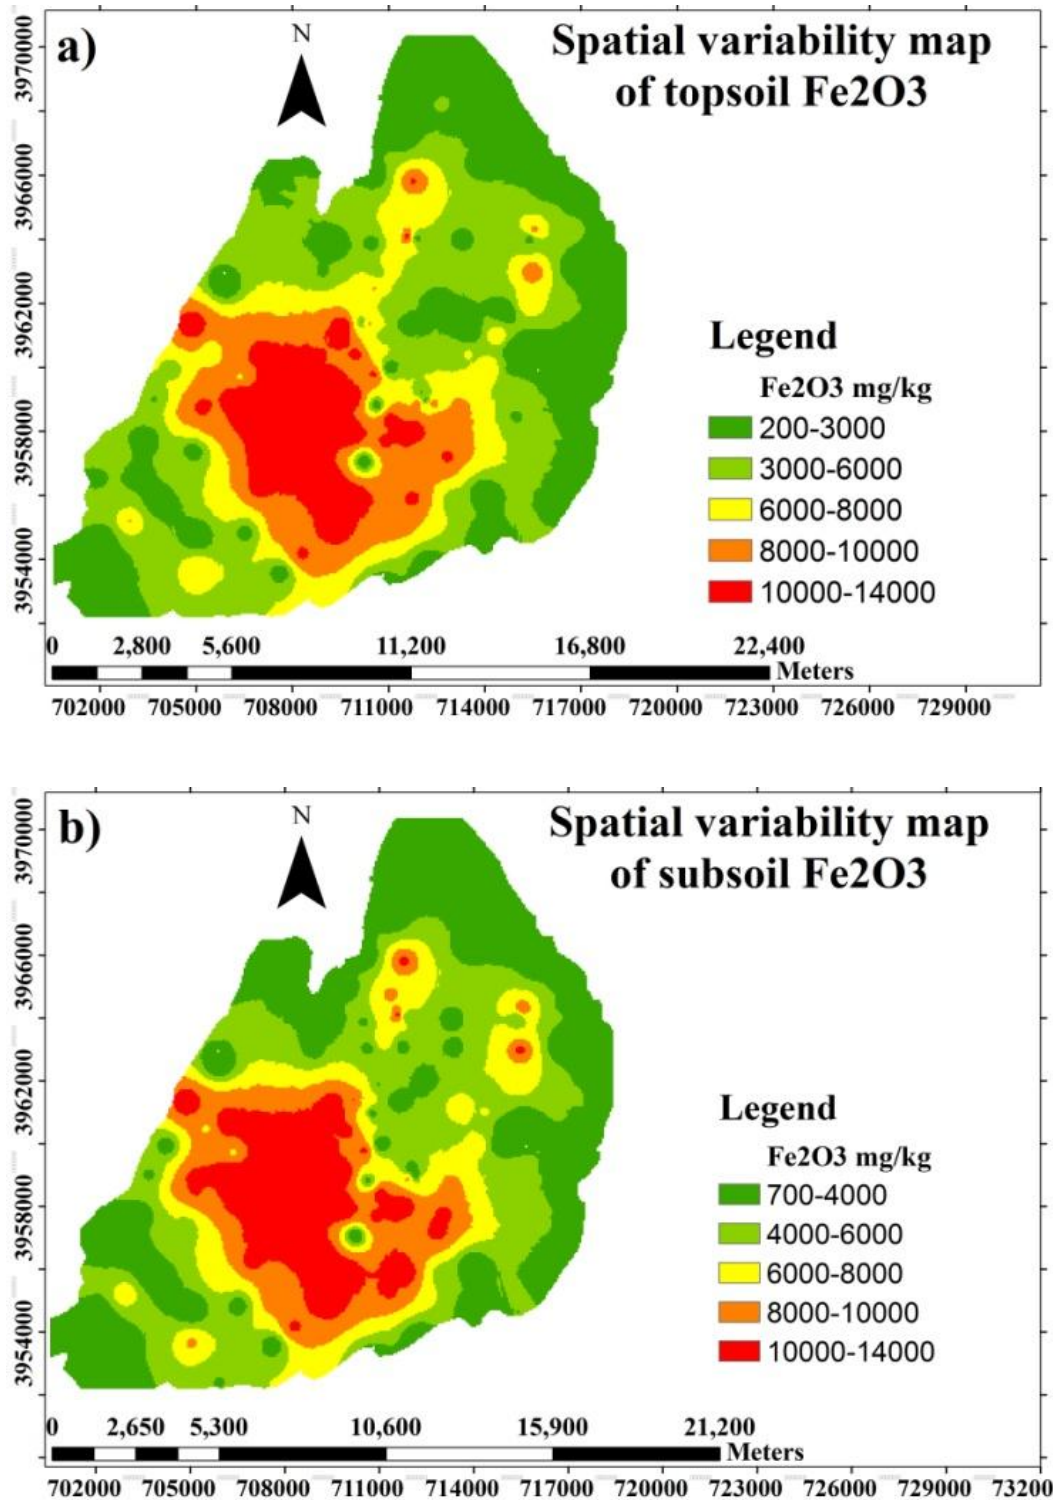 a)
N
Spatial variability map
of topsoil Fe2O3
3970000
3966000
3962000
3958000
3954000
Legend
Fe2O3 mg/kg
200-3000
3000-6000
6000-8000
8000-10000
10000-14000
0 2,800 5,600 11,200 16,800 22,400
Meters
702000 705000 708000 711000 714000 717000 720000 723000 726000 729000
b)
N
Spatial variability map
of subsoil Fe2O3
3970000
3966000
3962000
3958000
3954000
Legend
Fe2O3 mg/kg
700-4000
4000-6000
6000-8000
8000-10000
10000-14000
0 2,650 5,300 10,600 15,900 21,200
Meters
702000 705000 708000 711000 714000 717000 720000 723000 726000 729000 73200